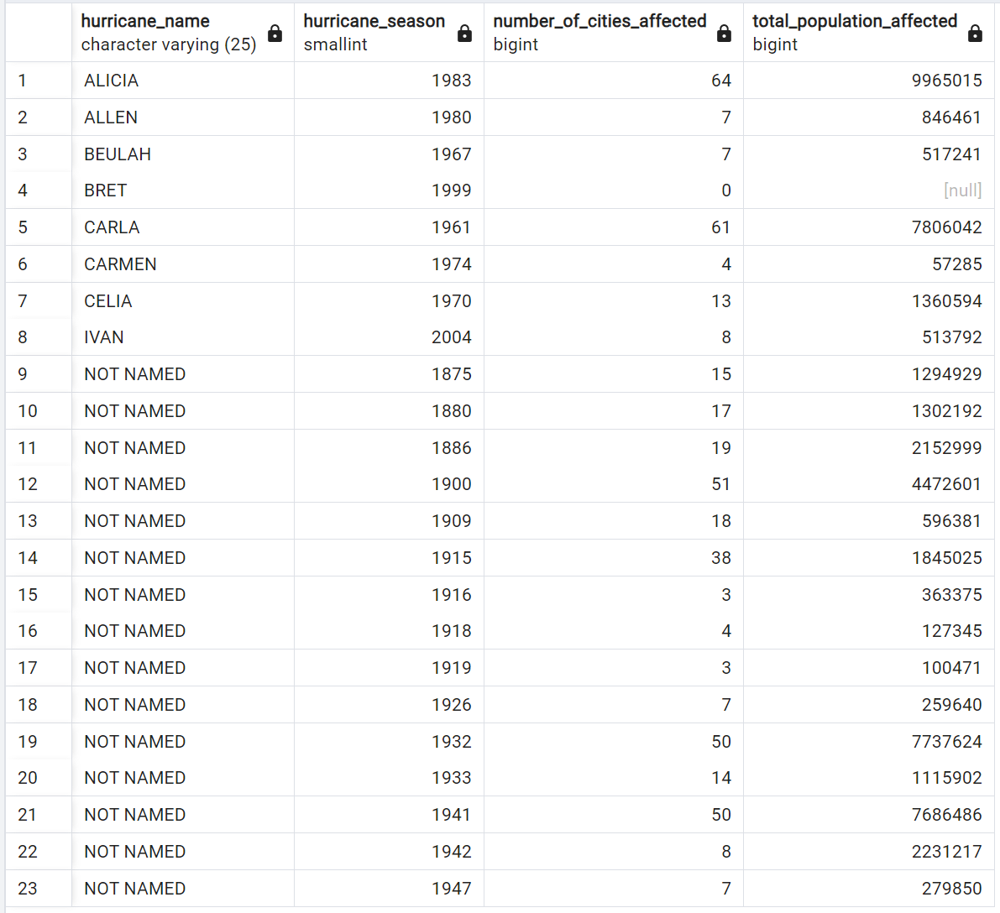 hurricane_name hurricane_season number_of_cities_affected total_population_affected
character varying (25) smallint bigint bigint
1 ALICIA 1983 64 9965015
2 ALLEN 1980 7 846461
3 BEULAH 1967 7 517241
4 BRET 1999 0 [null]
5 CARLA 1961 61 7806042
6 CARMEN 1974 4 57285
7 CELIA 1970 13 1360594
8 IVAN 2004 8 513792
9 NOT NAMED 1875 15 1294929
10 NOT NAMED 1880 17 1302192
11 NOT NAMED 1886 19 2152999
12 NOT NAMED 1900 51 4472601
13 NOT NAMED 1909 18 596381
14 NOT NAMED 1915 38 1845025
15 NOT NAMED 1916 3 363375
16 NOT NAMED 1918 4 127345
17 NOT NAMED 1919 3 100471
18 NOT NAMED 1926 7 259640
19 NOT NAMED 1932 50 7737624
20 NOT NAMED 1933 14 1115902
21 NOT NAMED 1941 50 7686486
22 NOT NAMED 1942 8 2231217
23 NOT NAMED 1947 7 279850